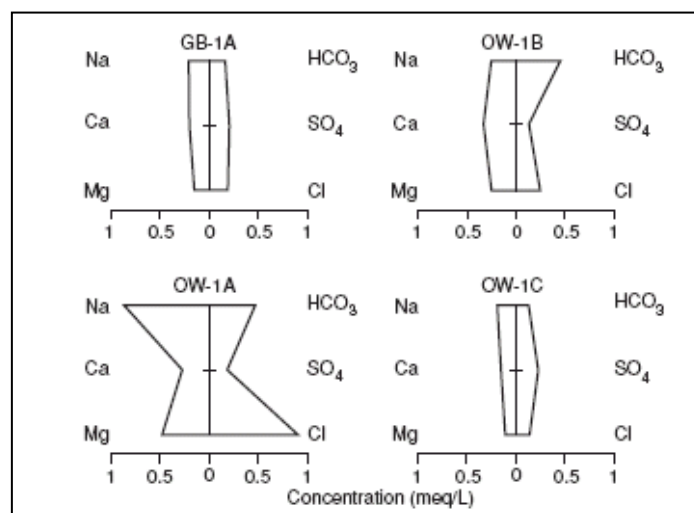 GB-1A OW-1B
Na HCO3 Na HCO3
Ca SO4 Ca SO4
Mg Cl Mg Cl
1 0.5 0 0.5 1 1 0.5 0 0.5 1
OW-1A OW-1C
Na HCO3 Na HCO3
Ca SO4 Ca SO4
Mg Cl Mg Cl
1 0.5 0 0.5 1 1 0.5 0 0.5 1
Concentration (meq/L)